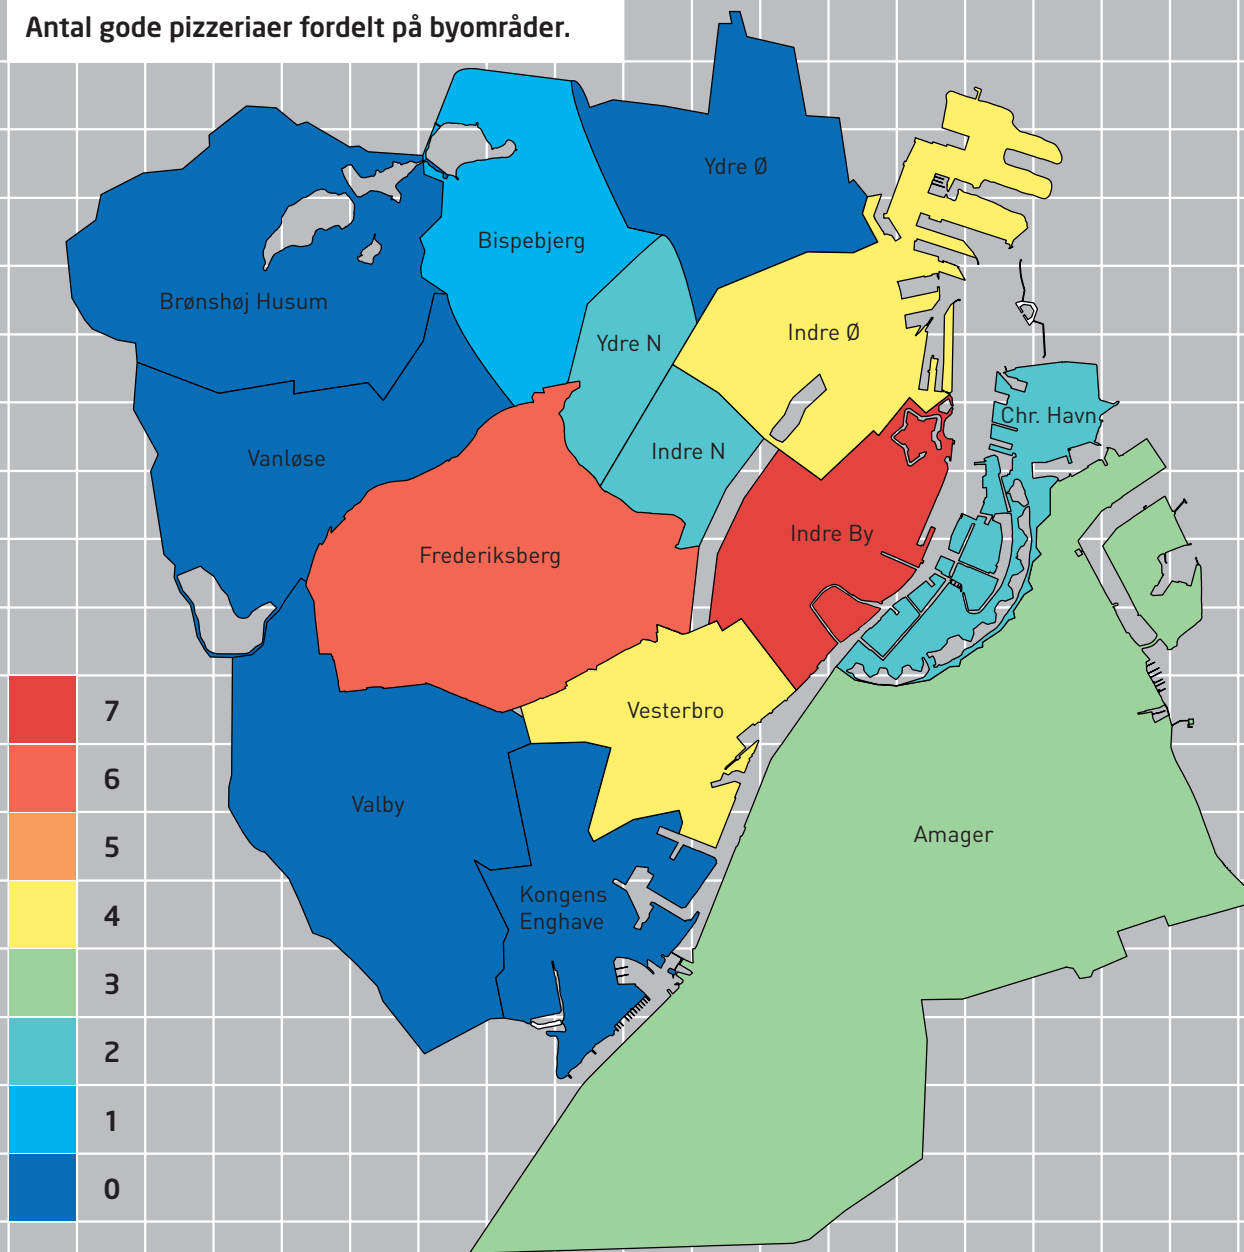 Antal gode pizzeriaer fordelt på byområder.
Ydre Ø
Bispebjerg
Brønshøj Husum
Indre Ø
Ydre N
Chr. Havn
Indre N
Vanløse
Indre By
Frederiksberg
Vesterbro
Valby
Amager
Kongens
Enghave
7
6
5
4
3
2
1
0